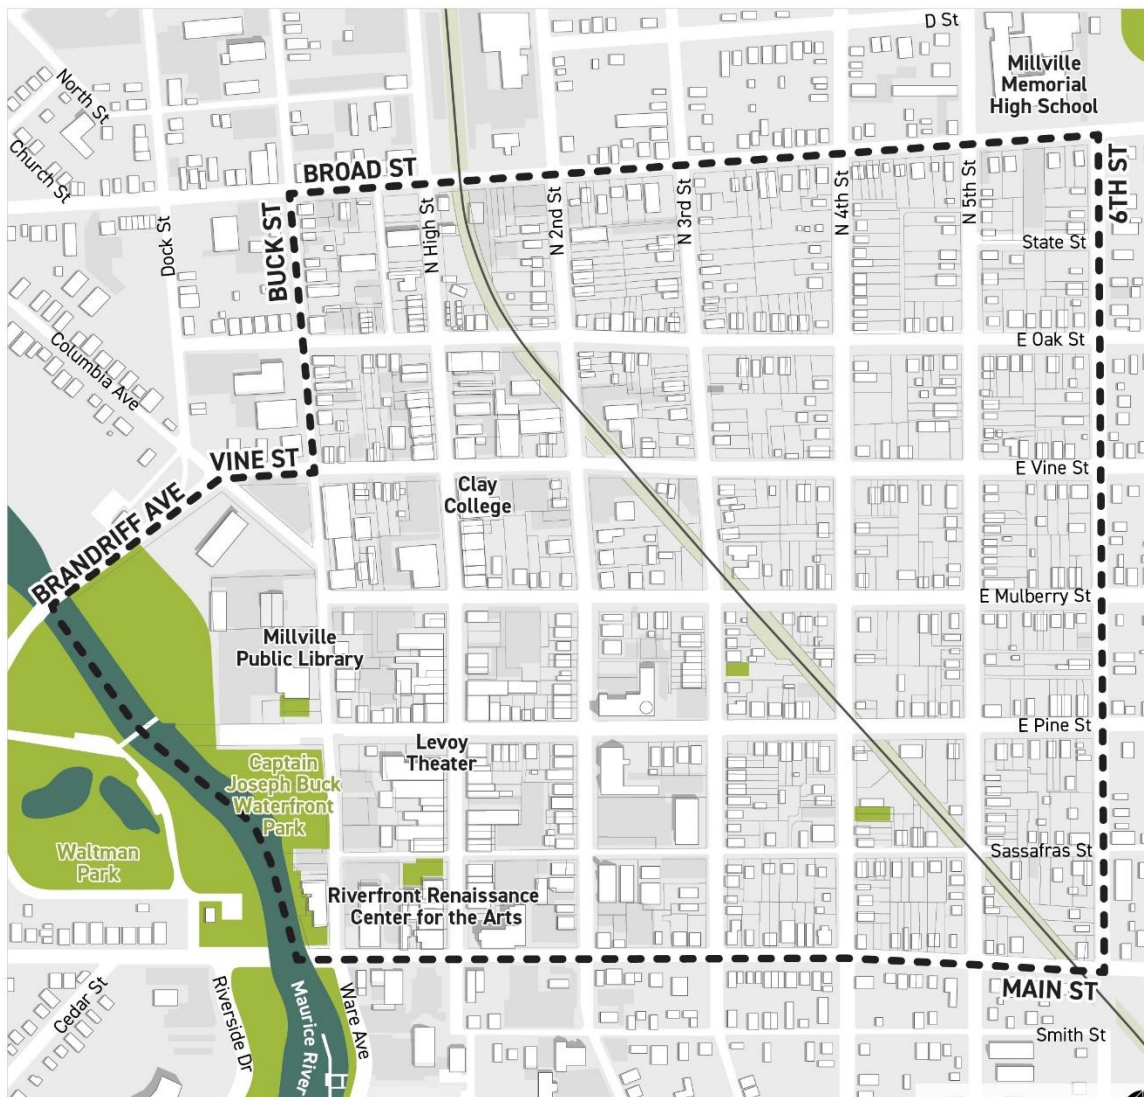 D St
Millville
Memorial
High School
North St
Church St
BROAD ST
6TH ST
BUCK ST
Dock St
N High St
N 2nd St
N 3rd St
N 4th St
N 5th St
State St
E Oak St
Columbia Ave
VINE ST
E Vine St
Clay
College
BRANDRIFF AVE
E Mulberry St
Millville
Public Library
E Pine St
Levoy
Theater
Captain
Joseph Buck
Waterfront
Park
Waltman
Park
Sassafras St
Riverfront Renaissance
Center for the Arts
MAIN ST
Cedar St
Riverside Dr
Maurice River
Ware Ave
Smith St